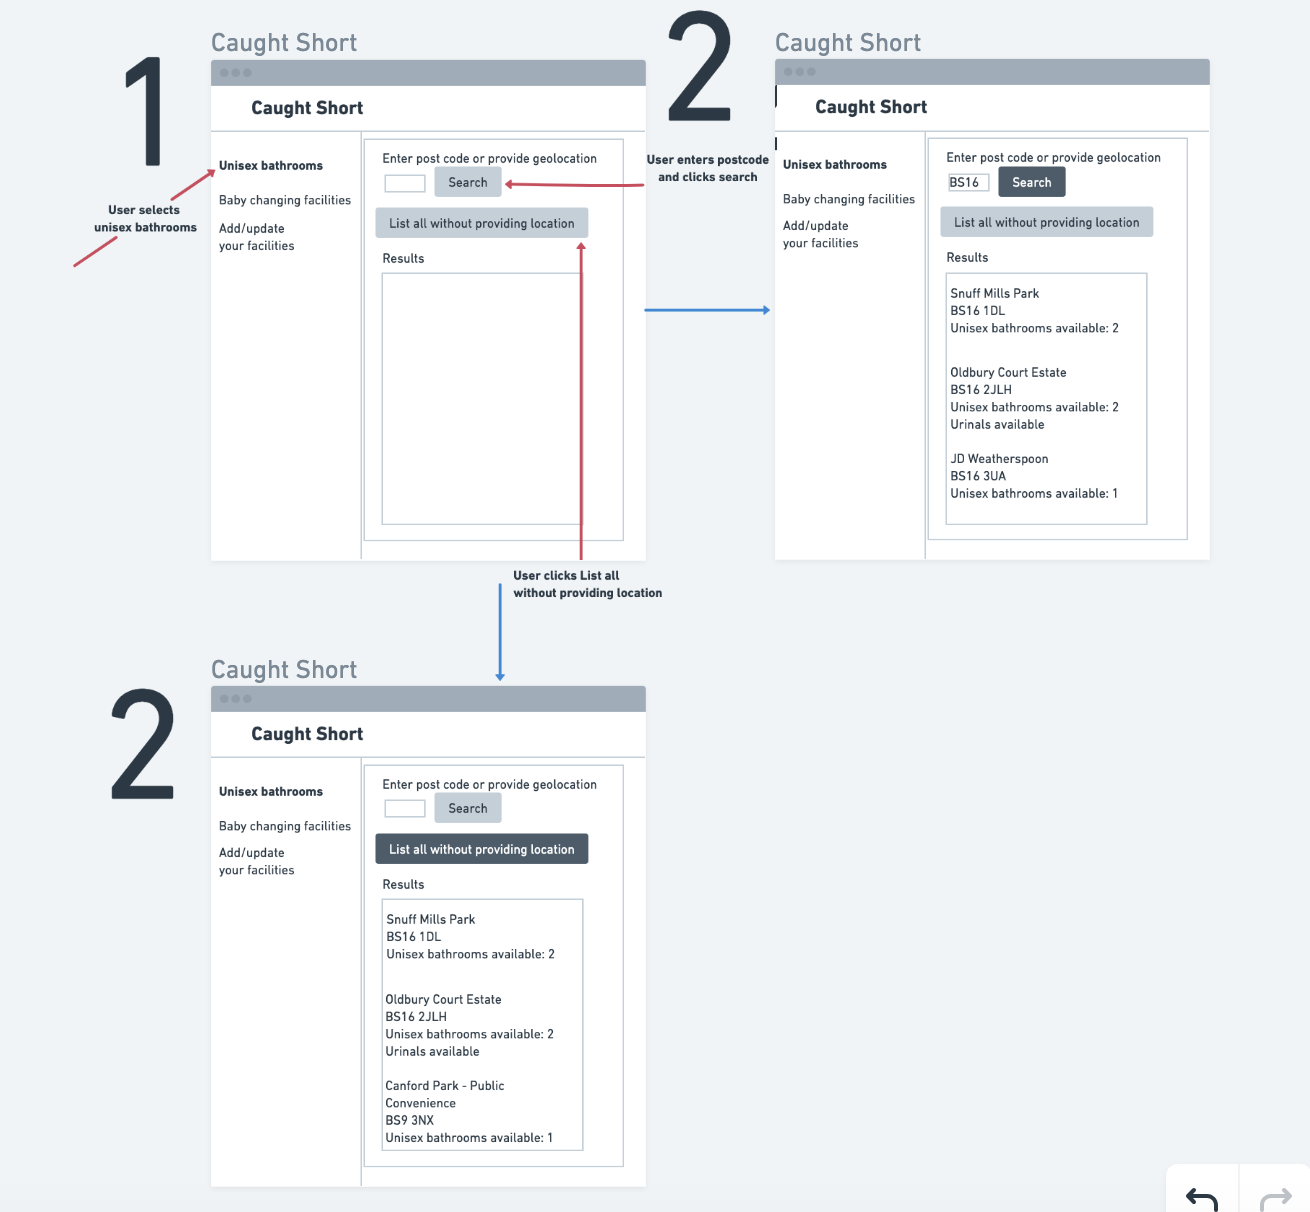 1
Caught Short
Caught Short
Unisex bathrooms
Baby changing facilities
Add/update
your facilities
Enter post code or provide geolocation
Search
List all without providing location
Results
User selects
unisex bathrooms
User enters postcode
and clicks search
User clicks List all
without providing location
2
Caught Short
Caught Short
Unisex bathrooms
Baby changing facilities
Add/update
your facilities
Enter post code or provide geolocation
BS16
Search
List all without providing location
Results
Snuff Mills Park
BS16 1DL
Unisex bathrooms available: 2
Oldbury Court Estate
BS16 2JLH
Unisex bathrooms available: 2
Urinals available
JD Weatherspoon
BS16 3UA
Unisex bathrooms available: 1
2
Caught Short
Caught Short
Unisex bathrooms
Baby changing facilities
Add/update
your facilities
Enter post code or provide geolocation
Search
List all without providing location
Results
Snuff Mills Park
BS16 1DL
Unisex bathrooms available: 2
Oldbury Court Estate
BS16 2JLH
Unisex bathrooms available: 2
Urinals available
Canford Park - Public
Convenience
BS9 3NX
Unisex bathrooms available: 1